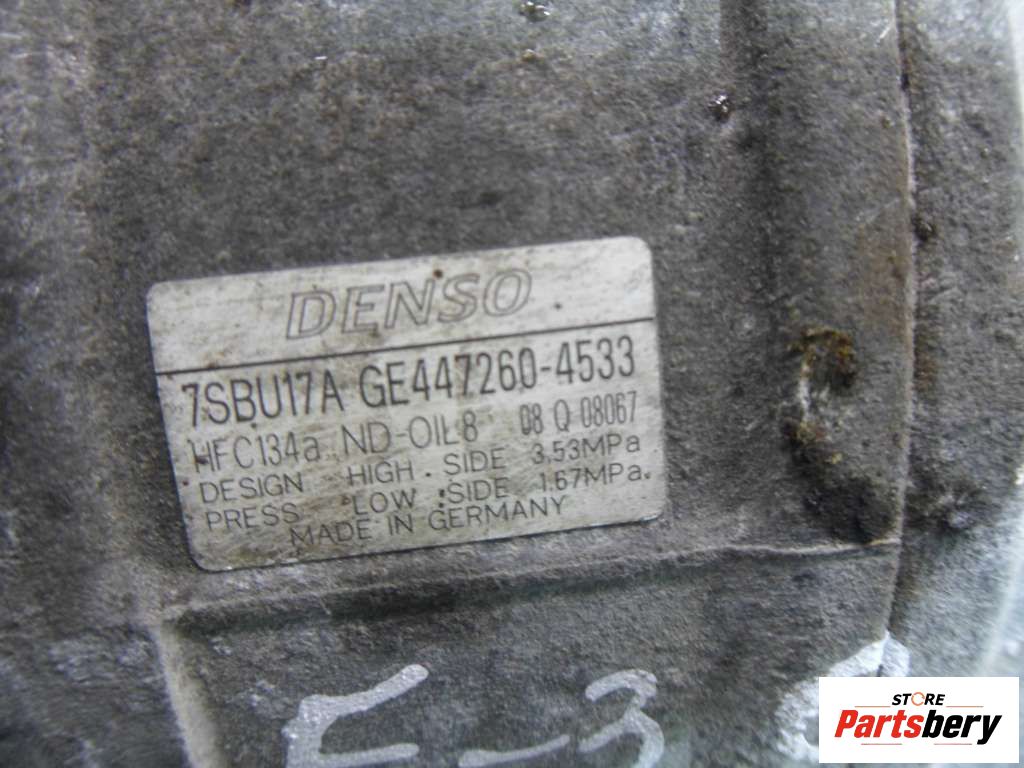 DENSO
7SBU17A GE447260-4533
HFC134a ND-OIL8 08 Q 08067
DESIGN HIGH·SIDE 3.53MPa
PRESS LOW·SIDE 1.67MPa.
MADE IN GERMANY
E-3
STORE
Partsbery